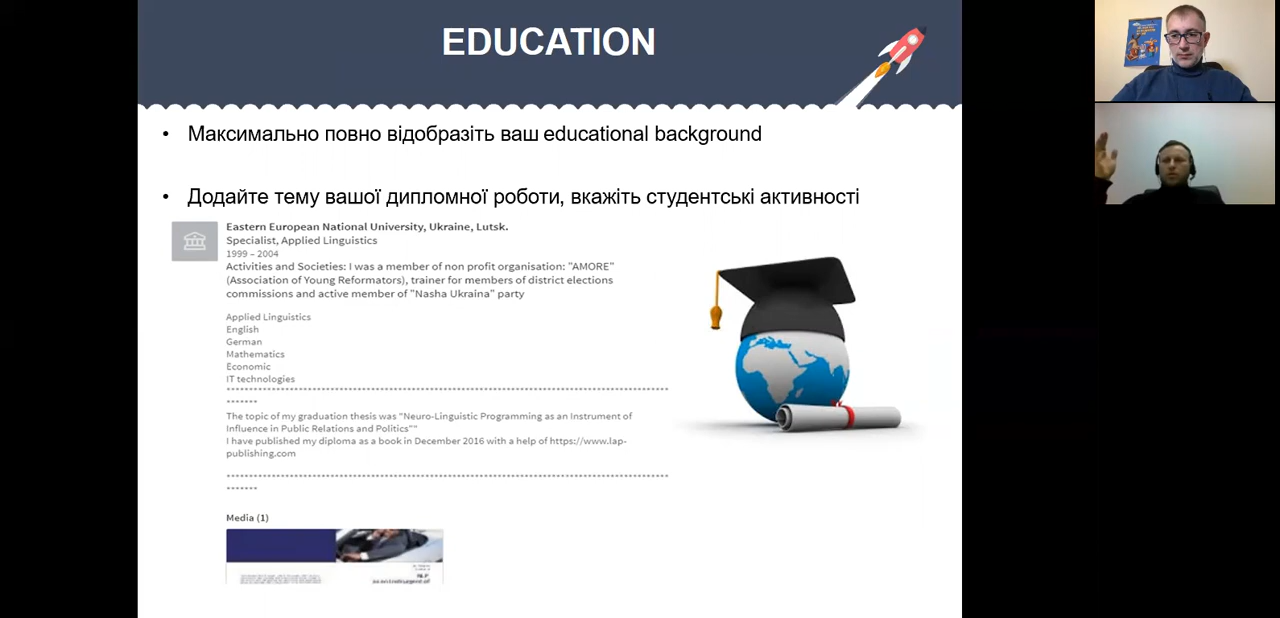 EDUCATION
• Максимально повно відобразіть ваш educational background
• Додайте тему вашої дипломної роботи, вкажіть студентські активності
Eastern European National University, Ukraine, Lutsk.
Specialist, Applied Linguistics
1999 – 2004
Activities and Societies: I was a member of non profit organisation: "AMORE"
(Association of Young Reformators), trainer for members of district elections
commissions and active member of "Nasha Ukraina" party
Applied Linguistics
English
German
Mathematics
Economic
IT technologies
The topic of my graduation thesis was "Neuro-Linguistic Programming as an Instrument of
Influence in Public Relations and Politics""
I have published my diploma as a book in December 2016 with a help of https://www.lap-
publishing.com
Media (1)
NLP